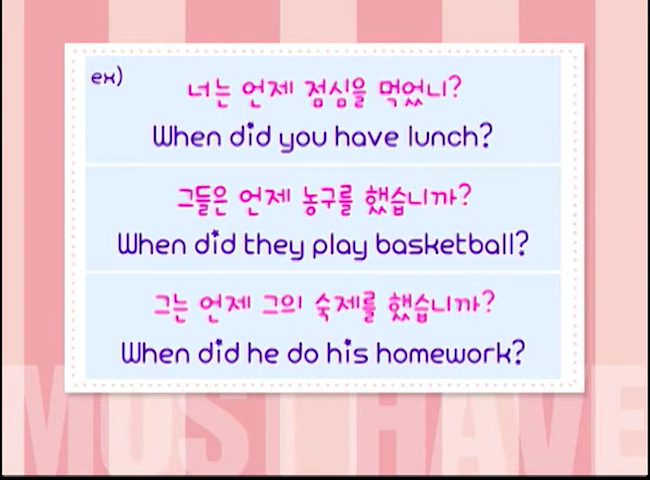 ex)
너는 언제 점심을 먹었니?
When did you have lunch?
그들은 언제 농구를 했습니까?
When did they play basketball?
그는 언제 그의 숙제를 했습니까?
When did he do his homework?
MUST HAVE